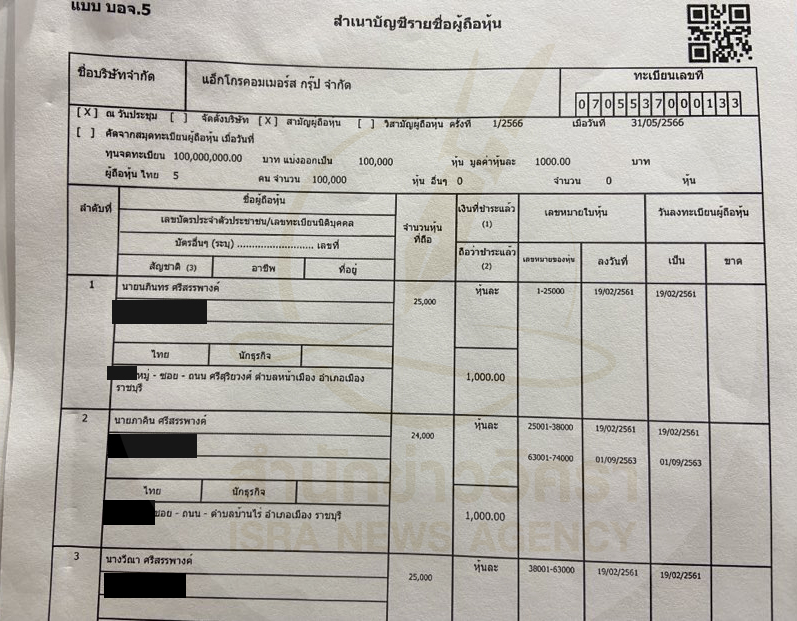 แบบ บอจ.5
สำเนาบัญชีรายชื่อผู้ถือหุ้น
ชื่อบริษัทจำกัด แอ็กโกรคอมเมอร์ส กรุ๊ป จำกัด ทะเบียนเลขที่
0705537000133
[ X ] ณ วันประชุม [ ] จัดตั้งบริษัท [ X ] สามัญผู้ถือหุ้น [ ] วิสามัญผู้ถือหุ้น ครั้งที่ 1/2566 เมื่อวันที่ 31/05/2566
[ ] คัดจากสมุดทะเบียนผู้ถือหุ้น เมื่อวันที่
ทุนจดทะเบียน 100,000,000.00 บาท แบ่งออกเป็น 100,000 หุ้น มูลค่าหุ้นละ 1000.00 บาท
ผู้ถือหุ้น ไทย 5 คน จำนวน 100,000 หุ้น อื่นๆ 0 จำนวน 0 หุ้น
ลำดับที่ ชื่อผู้ถือหุ้น จำนวนหุ้นที่ถือ เงินที่ชำระแล้ว (1) เลขหมายใบหุ้น วันลงทะเบียนผู้ถือหุ้น
เลขบัตรประจำตัวประชาชน/เลขทะเบียนนิติบุคคล
บัตรอื่นๆ (ระบุ) .......................... เลขที่
สัญชาติ (3) อาชีพ ที่อยู่ ถือว่าชำระแล้ว (2) เลขหมายของหุ้น ลงวันที่ เป็น ขาด
1 นายนภินทร ศรีสรรพางค์ 25,000 หุ้นละ 1-25000 19/02/2561 19/02/2561
ไทย นักธุรกิจ
หมู่ - ซอย - ถนน ศรีสุริยวงศ์ ตำบลหน้าเมือง อำเภอเมือง 1,000.00
ราชบุรี
2 นายภาคิน ศรีสรรพางค์ 24,000 หุ้นละ 25001-38000 19/02/2561 19/02/2561
63001-74000 01/09/2563 01/09/2563
ไทย นักธุรกิจ
ซอย - ถนน - ตำบลบ้านไร่ อำเภอเมือง ราชบุรี 1,000.00
สำนักข่าวอิศรา
ISRA NEWS AGENCY
3 นางวีณา ศรีสรรพางค์ 25,000 หุ้นละ 38001-63000 19/02/2561 19/02/2561